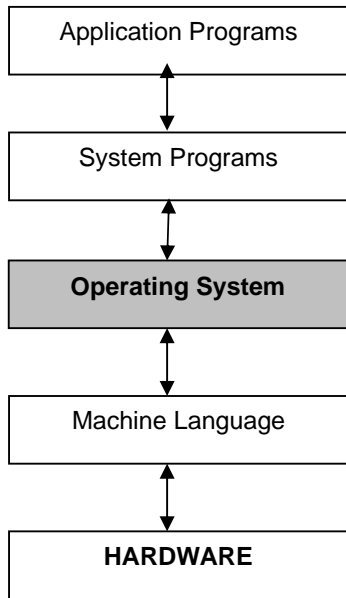 Application Programs
System Programs
Operating System
Machine Language
HARDWARE